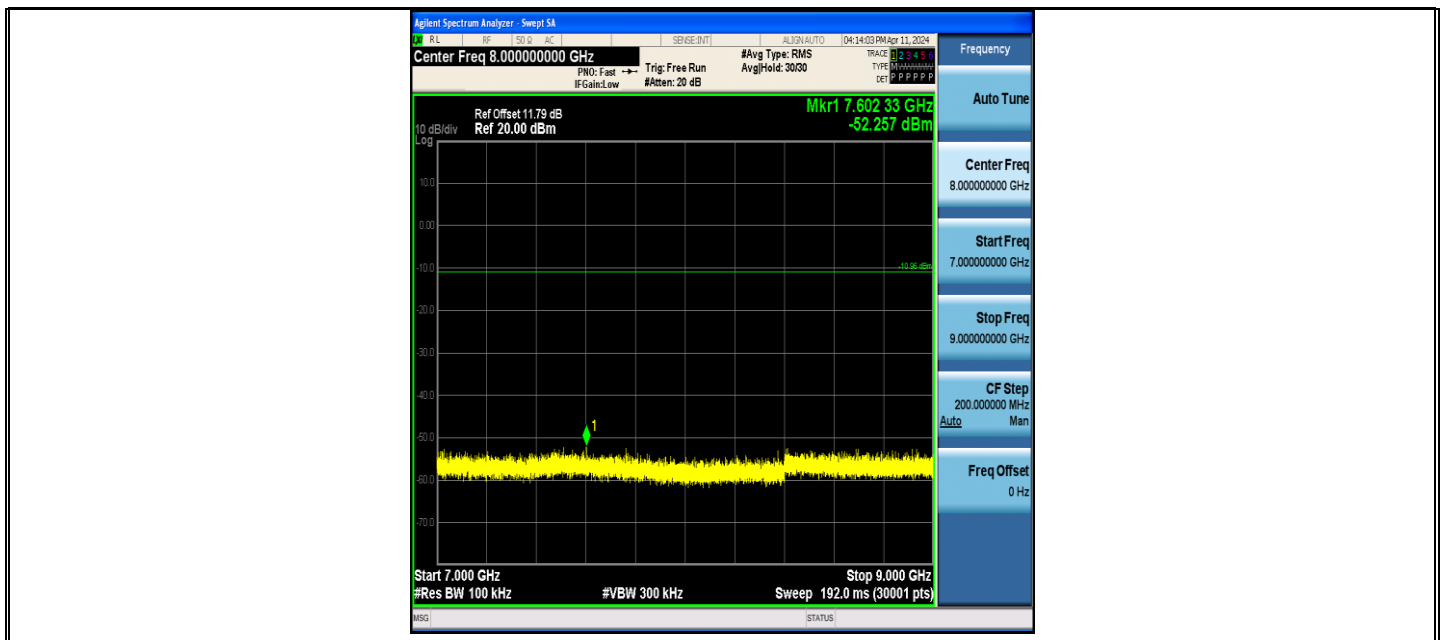 Agilent Spectrum Analyzer - Swept SA
RL RF 50 Ω AC SENSE:INT ALIGN AUTO 04:14:03 PM Apr 11, 2024
Center Freq 8.000000000 GHz
PNO: Fast
IFGain:Low
Trig: Free Run
#Atten: 20 dB
#Avg Type: RMS
Avg|Hold: 30/30
TRACE 1 2 3 4 5 6
TYPE
DET P P P P P P
Mkr1 7.602 33 GHz
-52.257 dBm
Ref Offset 11.79 dB
Ref 20.00 dBm
10 dB/div
Log
10.0
0.00
-10.0
-10.96 dBm
-20.0
-30.0
-40.0
1
-50.0
-60.0
-70.0
Start 7.000 GHz
Stop 9.000 GHz
#Res BW 100 kHz
#VBW 300 kHz
Sweep 192.0 ms (30001 pts)
MSG
STATUS
Frequency
Auto Tune
Center Freq
8.000000000 GHz
Start Freq
7.000000000 GHz
Stop Freq
9.000000000 GHz
CF Step
200.000000 MHz
Auto Man
Freq Offset
0 Hz